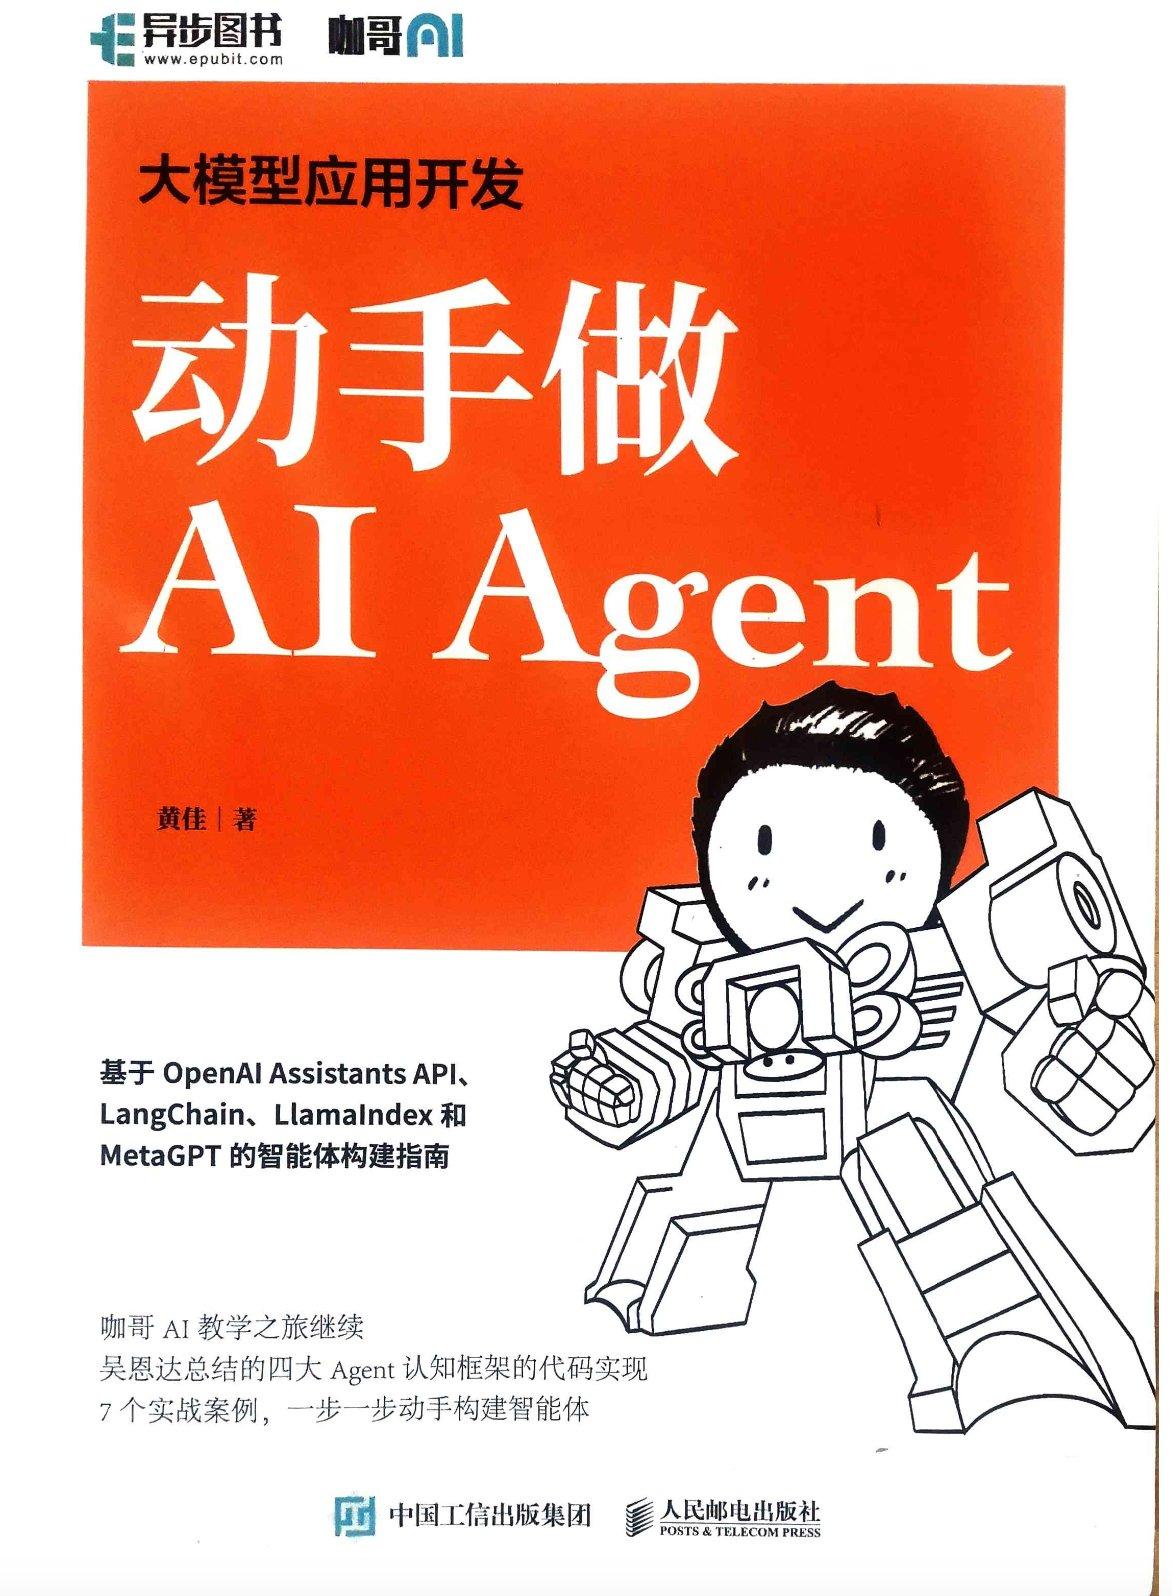 异步图书
www.epubit.com
咖哥AI
大模型应用开发
动手做
AI Agent
黄佳｜著
基于 OpenAI Assistants API、
LangChain、LlamaIndex 和
MetaGPT 的智能体构建指南
咖哥 AI 教学之旅继续
吴恩达总结的四大 Agent 认知框架的代码实现
7 个实战案例，一步一步动手构建智能体
中国工信出版集团
人民邮电出版社
POSTS & TELECOM PRESS